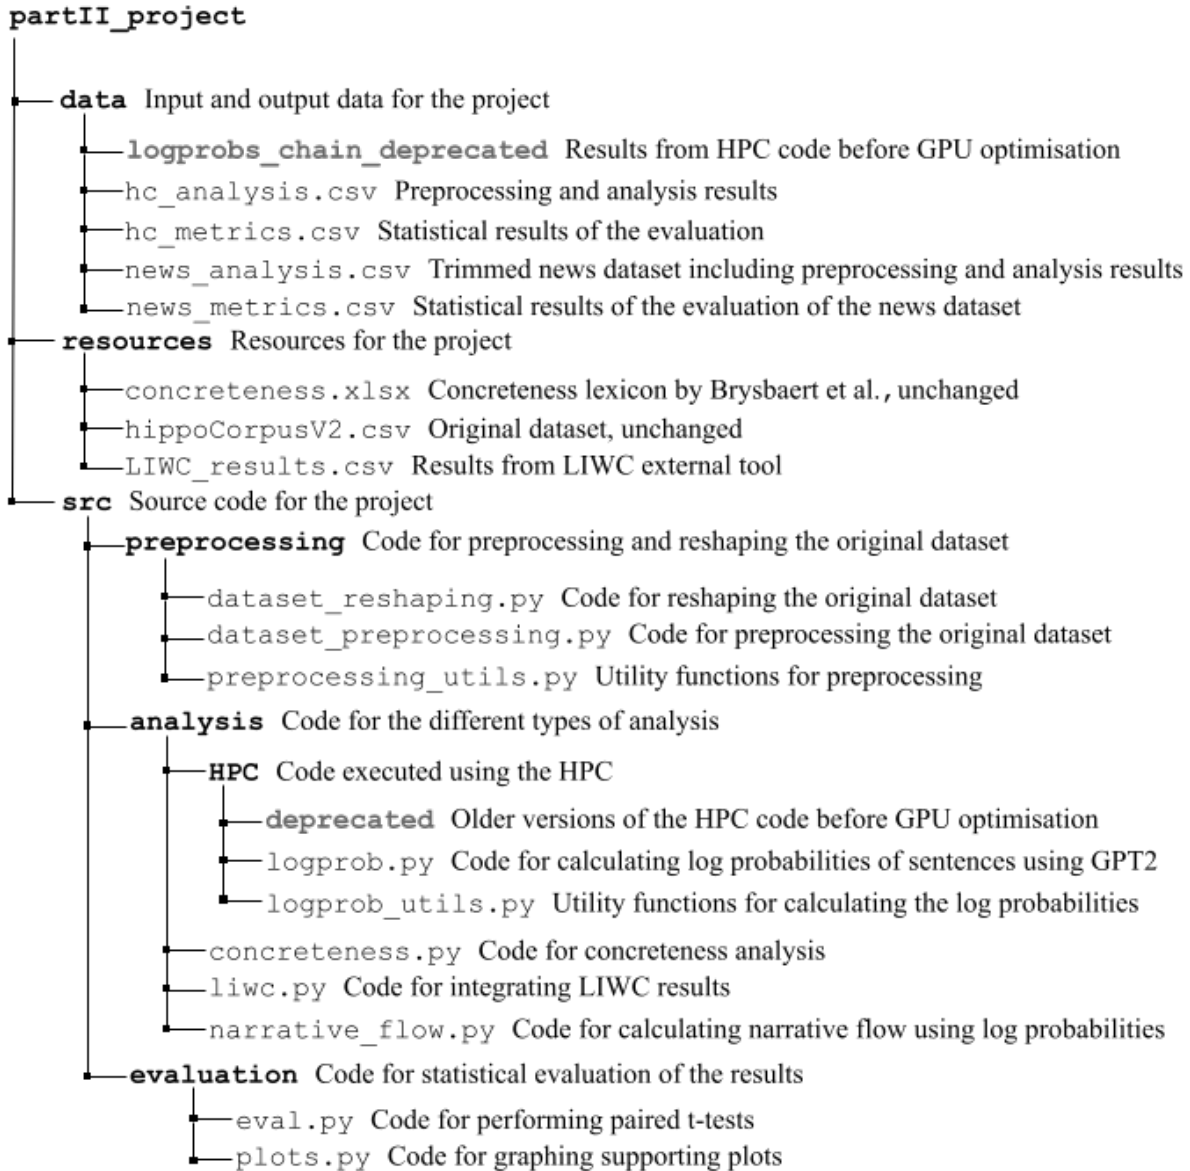 partII_project
data Input and output data for the project
logprobs_chain_deprecated Results from HPC code before GPU optimisation
hc_analysis.csv Preprocessing and analysis results
hc_metrics.csv Statistical results of the evaluation
news_analysis.csv Trimmed news dataset including preprocessing and analysis results
news_metrics.csv Statistical results of the evaluation of the news dataset
resources Resources for the project
concreteness.xlsx Concreteness lexicon by Brysbaert et al., unchanged
hippoCorpusV2.csv Original dataset, unchanged
LIWC_results.csv Results from LIWC external tool
src Source code for the project
preprocessing Code for preprocessing and reshaping the original dataset
dataset_reshaping.py Code for reshaping the original dataset
dataset_preprocessing.py Code for preprocessing the original dataset
preprocessing_utils.py Utility functions for preprocessing
analysis Code for the different types of analysis
HPC Code executed using the HPC
deprecated Older versions of the HPC code before GPU optimisation
logprob.py Code for calculating log probabilities of sentences using GPT2
logprob_utils.py Utility functions for calculating the log probabilities
concreteness.py Code for concreteness analysis
liwc.py Code for integrating LIWC results
narrative_flow.py Code for calculating narrative flow using log probabilities
evaluation Code for statistical evaluation of the results
eval.py Code for performing paired t-tests
plots.py Code for graphing supporting plots